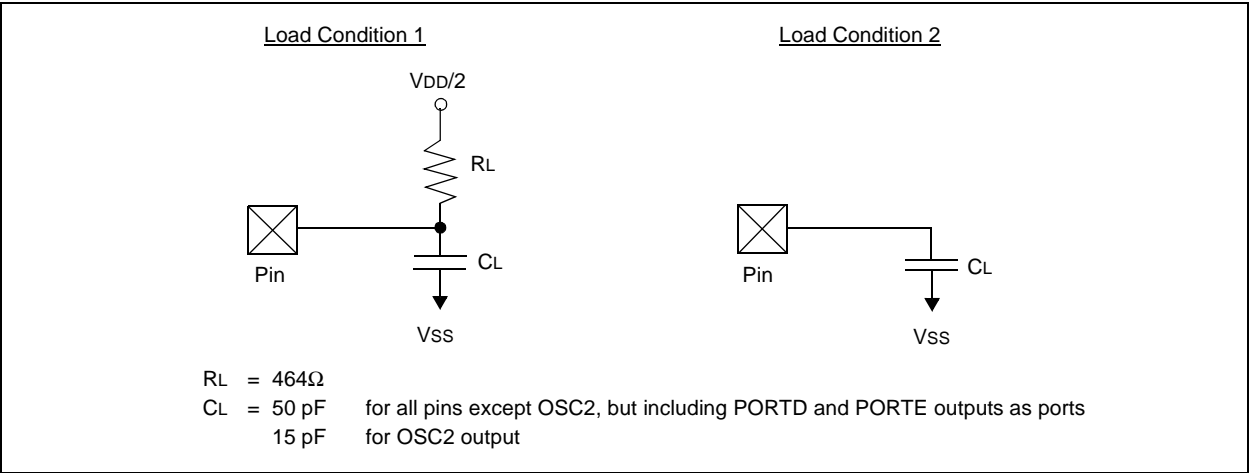 Load Condition 1
VDD/2
RL
Pin
CL
VSS
Load Condition 2
Pin
CL
VSS
RL = 464Ω
CL = 50 pF for all pins except OSC2, but including PORTD and PORTE outputs as ports
15 pF for OSC2 output